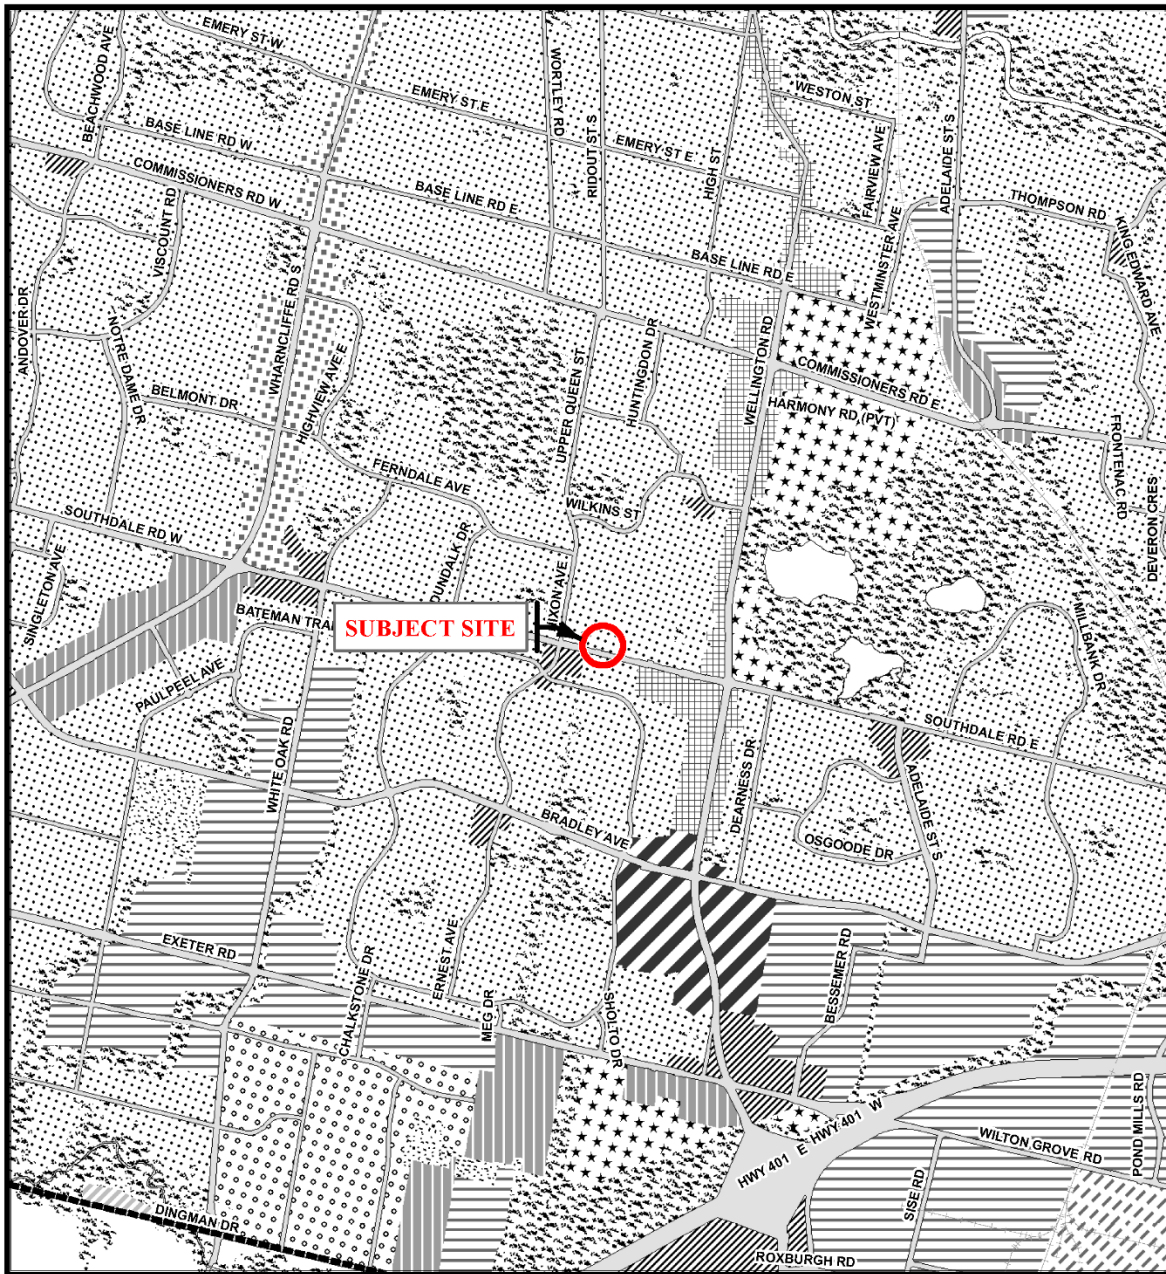 EMERY ST W
BEACHWOOD AVE
WORTLEY RD
RIDOUT ST S
EMERY ST E
WESTON ST
ADELAIDE ST S
BASE LINE RD W
EMERY ST E
HIGH ST
FAIRVIEW AVE
COMMISSIONERS RD W
BASE LINE RD E
THOMPSON RD
VISCOUNT RD
WESTMINSTER AVE
KING EDWARD AVE
BASE LINE RD E
ANDOVER DR
NOTRE DAME DR
WHARNCLIFFE RD S
HIGHVIEW AVE E
UPPER QUEEN ST
HUNTINGDON DR
WELLINGTON RD
COMMISSIONERS RD E
BELMONT DR
HARMONY RD (PVT)
FERNDALE AVE
FRONTENAC RD
WILKINS ST
DEVERON CRES
SOUTHDALE RD W
DUNDALK DR
SINGLETON AVE
BATEMAN TRAI
NIXON AVE
SUBJECT SITE
MILLBANK DR
PAULPEEL AVE
WHITE OAK RD
SOUTHDALE RD E
DEARNESS DR
BRADLEY AVE
OSGOODE DR
ADELAIDE ST S
EXETER RD
CHALKSTONE DR
ERNEST AVE
MEG DR
SHOLTO DR
BESSEMER RD
HWY 401 W
HWY 401 E
WILTON GROVE RD
POND MILLS RD
SISE RD
DINGMAN DR
ROXBURGH RD